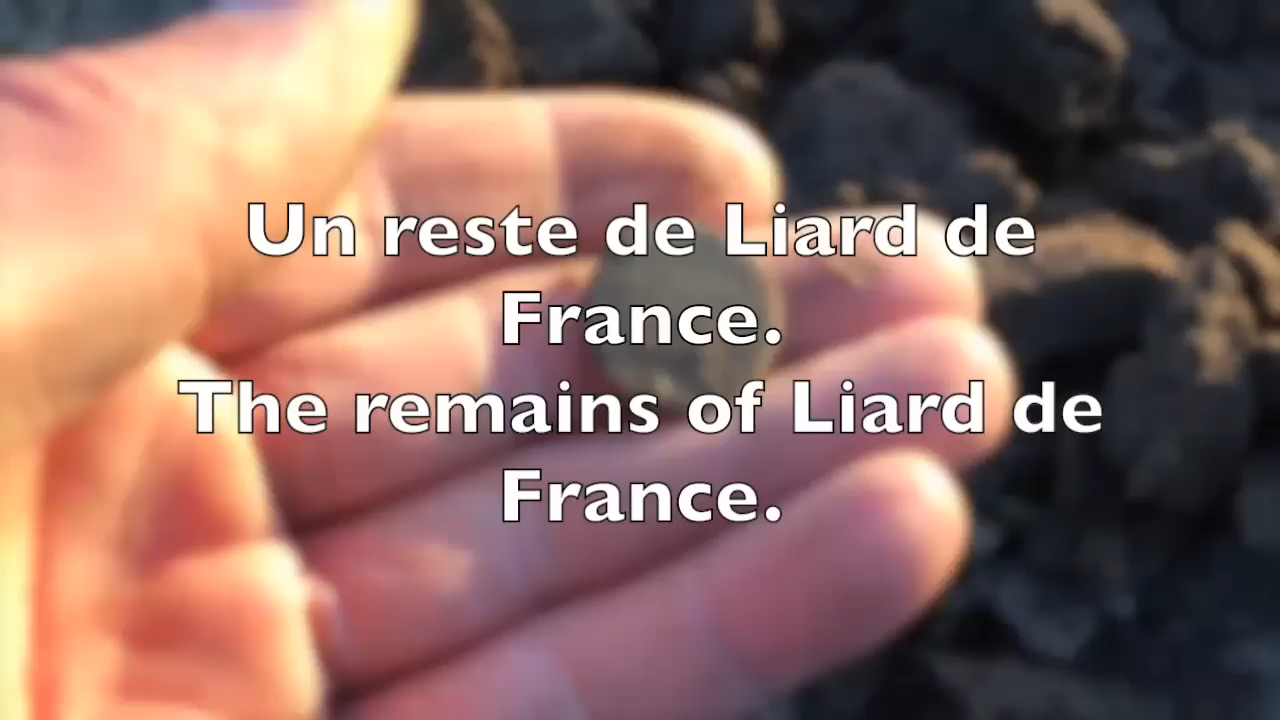 Un reste de Liard de
France.
The remains of Liard de
France.